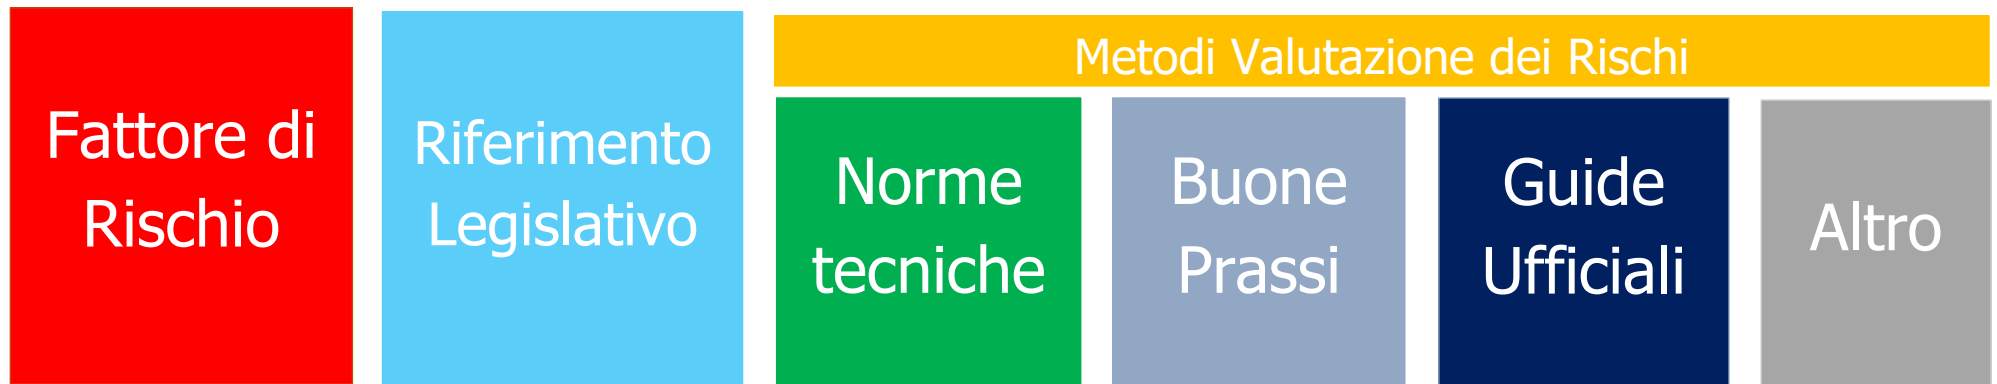 Fattore di
Rischio
Riferimento
Legislativo
Metodi Valutazione dei Rischi
Norme
tecniche
Buone
Prassi
Guide
Ufficiali
Altro